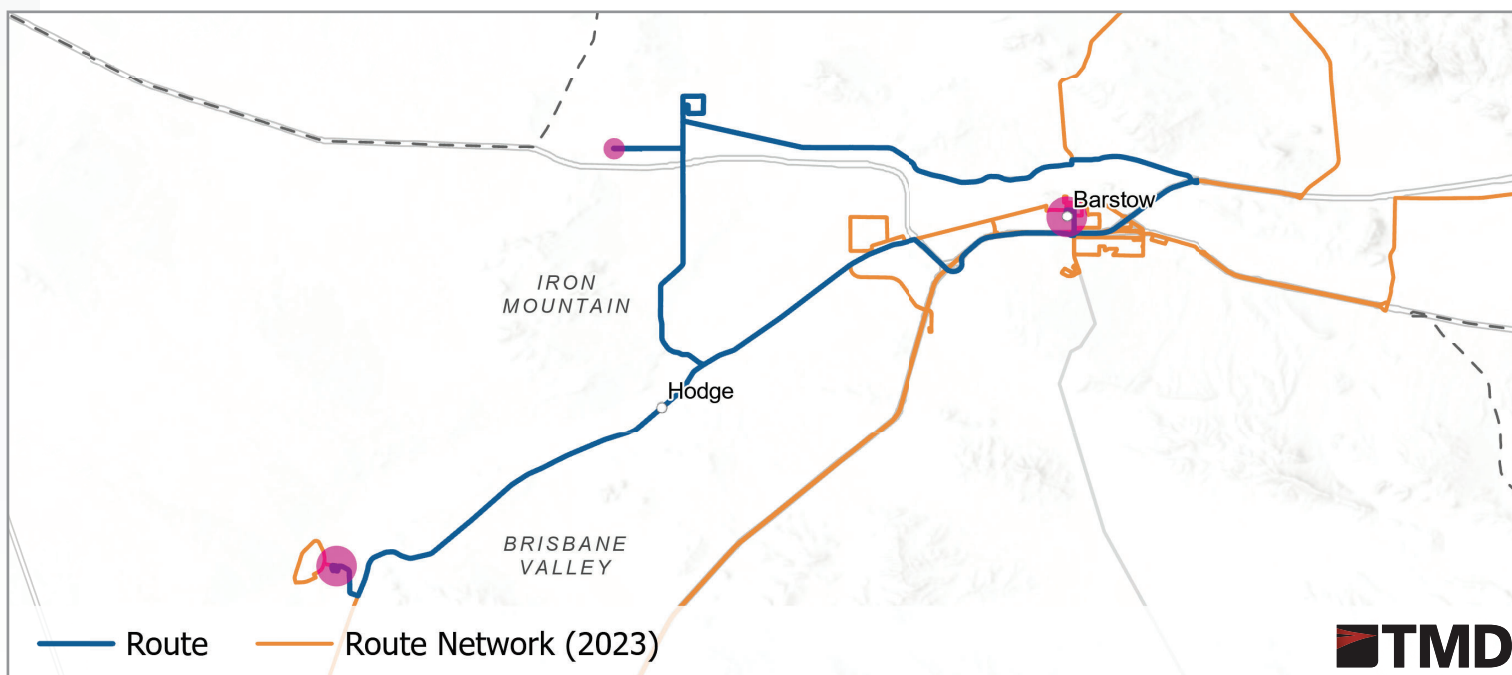 Barstow
IRON
MOUNTAIN
Hodge
BRISBANE
VALLEY
Route
Route Network (2023)
TMD